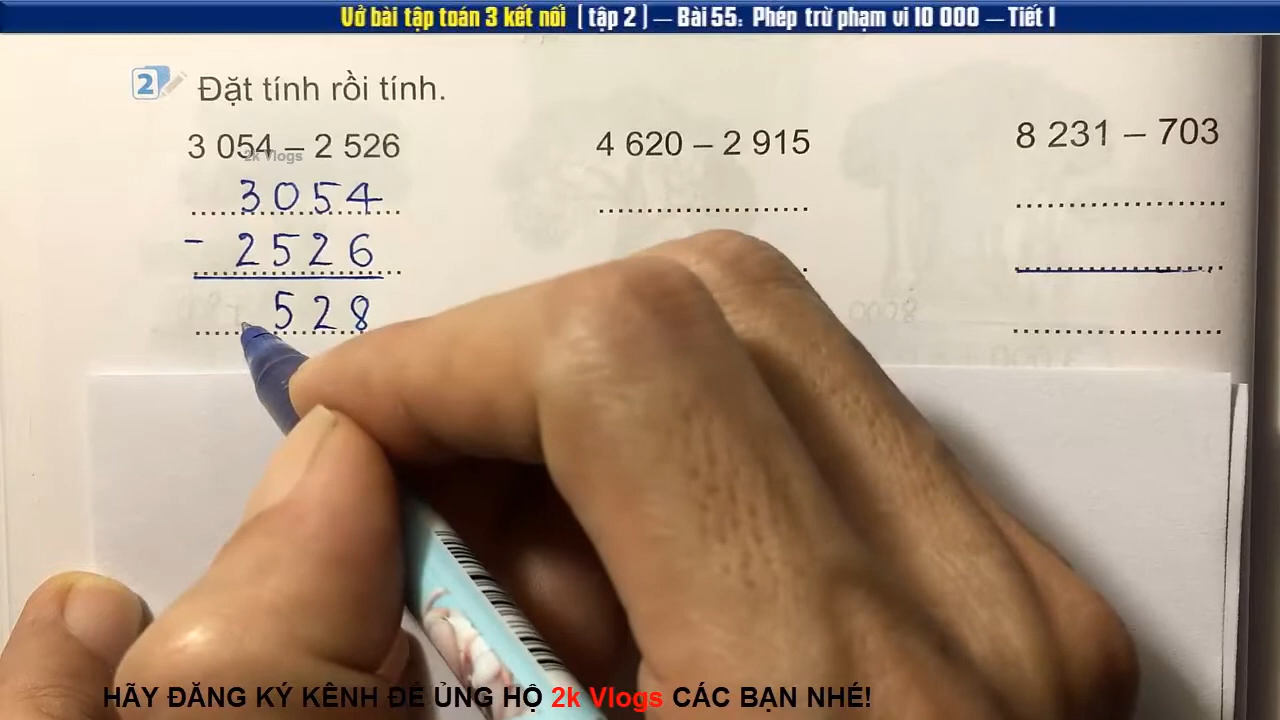 Vở bài tập toán 3 kết nối ( tập 2 ) – Bài 55: Phép trừ phạm vi 10 000 – Tiết 1
2 Đặt tính rồi tính.
3 054 – 2 526
4 620 – 2 915
8 231 – 703
2k Vlogs
3054
- 2526
528
HÃY ĐĂNG KÝ KÊNH ĐỂ ỦNG HỘ 2k Vlogs CÁC BẠN NHÉ!